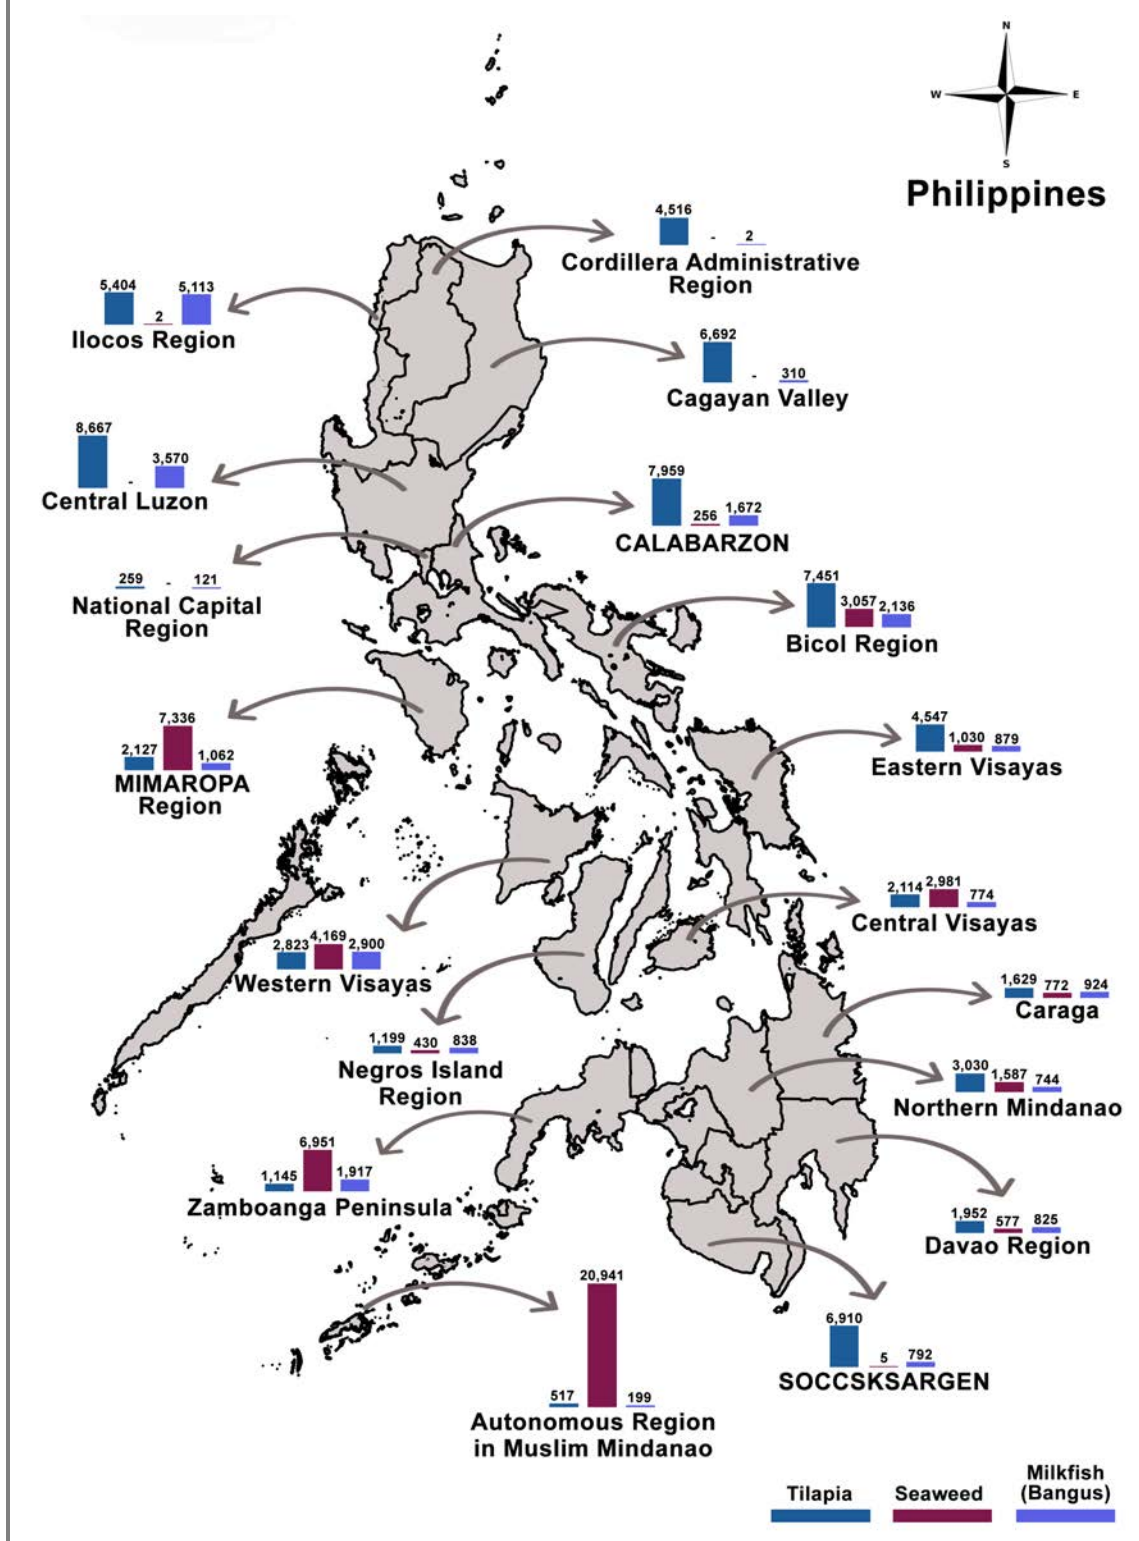 N
W E
S
Philippines
4,516 - 2
Cordillera Administrative
Region
5,404 2 5,113
Ilocos Region
6,692 - 310
Cagayan Valley
8,667 - 3,570
Central Luzon
7,959 256 1,672
CALABARZON
259 - 121
National Capital
Region
7,451 3,057 2,136
Bicol Region
2,127 7,336 1,062
MIMAROPA
Region
4,547 1,030 879
Eastern Visayas
2,114 2,981 774
Central Visayas
2,823 4,169 2,900
Western Visayas
1,629 772 924
Caraga
1,199 430 838
Negros Island
Region
3,030 1,587 744
Northern Mindanao
1,145 6,951 1,917
Zamboanga Peninsula
1,952 577 825
Davao Region
517 20,941 199
Autonomous Region
in Muslim Mindanao
6,910 5 792
SOCCSKSARGEN
Tilapia Seaweed Milkfish
(Bangus)